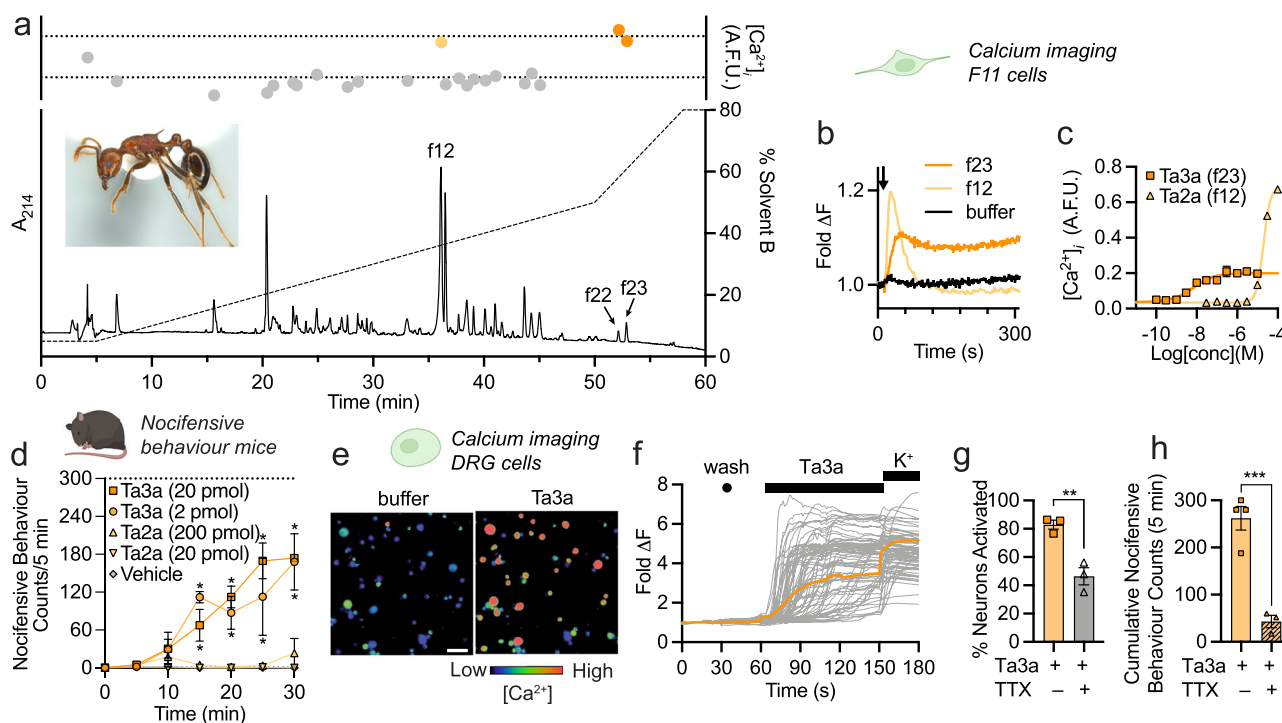 a
[Ca²⁺]ᵢ
(A.F.U.)
A₂₁₄
f12
f22
f23
80
60
40
20
0
% Solvent B
0 10 20 30 40 50 60
Time (min)
Calcium imaging
F11 cells
b
f23
f12
buffer
1.2
1.0
Fold ΔF
0 300
Time (s)
c
Ta3a (f23)
Ta2a (f12)
0.8
0.6
0.4
0.2
0.0
[Ca²⁺]ᵢ (A.F.U.)
-10 -8 -6 -4
Log[conc](M)
Nocifensive
behaviour mice
d
Ta3a (20 pmol)
Ta3a (2 pmol)
Ta2a (200 pmol)
Ta2a (20 pmol)
Vehicle
300
240
180
120
60
0
Nocifensive Behaviour
Counts/5 min
* * * *
* * * *
0 10 20 30
Time (min)
e
Calcium imaging
DRG cells
buffer
Ta3a
Low High
[Ca²⁺]
f
wash
Ta3a
K⁺
8
6
4
2
0
Fold ΔF
0 30 60 90 120 150 180
Time (s)
g
**
100
80
60
40
20
0
% Neurons Activated
Ta3a + +
TTX – +
h
***
300
200
100
0
Cumulative Nocifensive
Behaviour Counts (5 min)
Ta3a + +
TTX – +